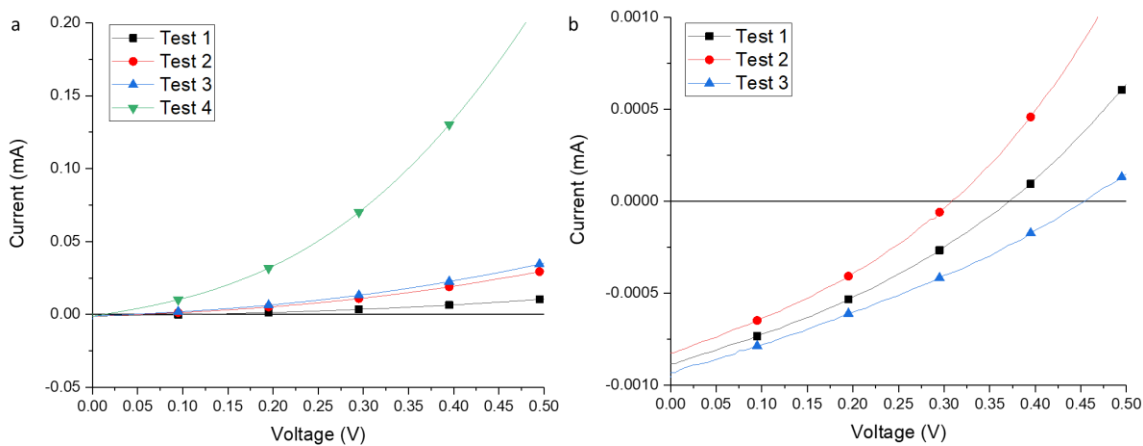 a
Test 1
Test 2
Test 3
Test 4
0.20
0.15
0.10
0.05
0.00
-0.05
Current (mA)
0.00 0.05 0.10 0.15 0.20 0.25 0.30 0.35 0.40 0.45 0.50
Voltage (V)
b
Test 1
Test 2
Test 3
0.0010
0.0005
0.0000
-0.0005
-0.0010
Current (mA)
0.00 0.05 0.10 0.15 0.20 0.25 0.30 0.35 0.40 0.45 0.50
Voltage (V)